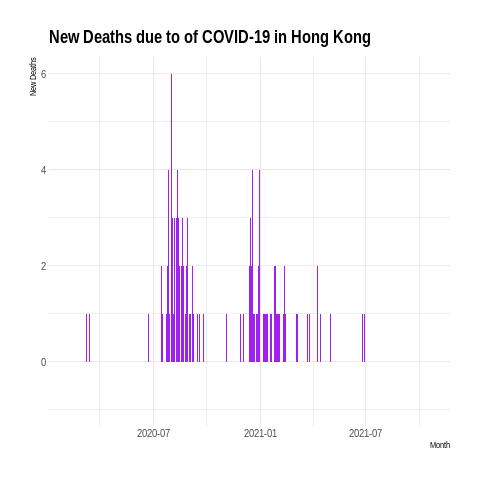 New Deaths due to of COVID-19 in Hong Kong
New Deaths
6
4
2
0
2020-07
2021-01
2021-07
Month